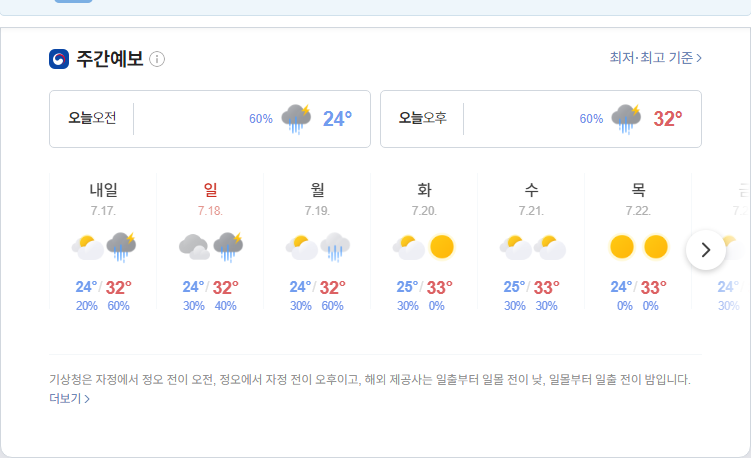 주간예보
최저·최고 기준
오늘오전 60% 24°
오늘오후 60% 32°
내일 일 월 화 수 목
7.17. 7.18. 7.19. 7.20. 7.21. 7.22.
24°/32° 24°/32° 24°/32° 25°/33° 25°/33° 24°/33° 24°
20% 60% 30% 40% 30% 60% 30% 0% 30% 30% 0% 0% 30%
기상청은 자정에서 정오 전이 오전, 정오에서 자정 전이 오후이고, 해외 제공사는 일출부터 일몰 전이 낮, 일몰부터 일출 전이 밤입니다.
더보기